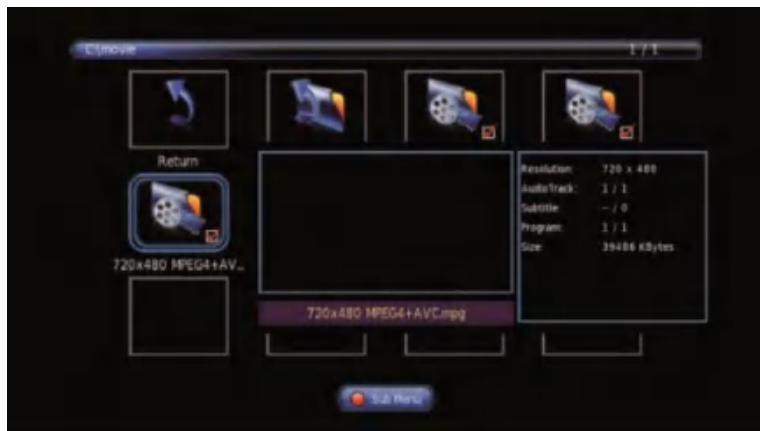 C:\movie 1 / 1
Return
720x480 MPEG4+AV...
720x480 MPEG4+AVC.mpg
Resolution: 720 x 480
AudioTrack: 1 / 1
Subtitle: - / 0
Program: 1 / 1
Size: 39486 KBytes
Sub Menu